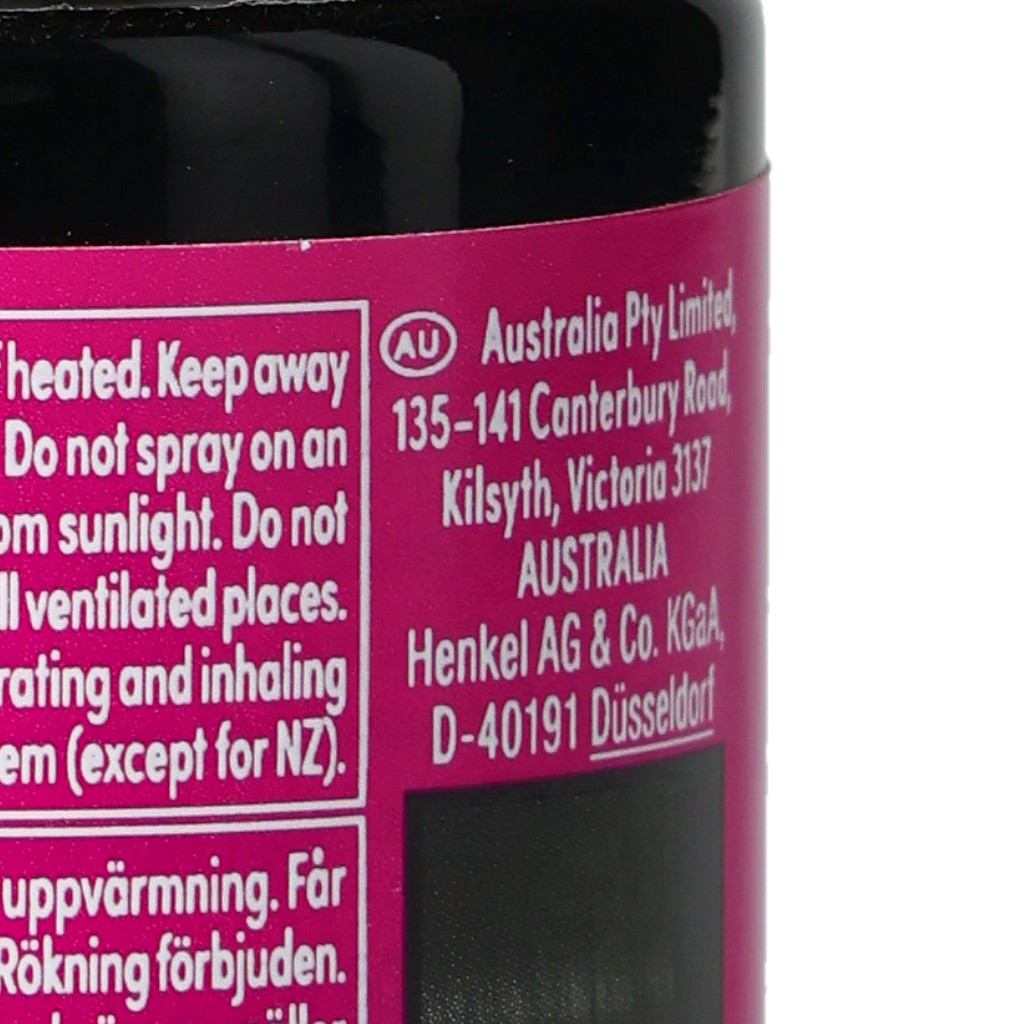 heated. Keep away
Do not spray on an
om sunlight. Do not
ll ventilated places.
rating and inhaling
em (except for NZ).
uppvärmning. Får
Rökning förbjuden.
AU Australia Pty Limited,
135-141 Canterbury Road,
Kilsyth, Victoria 3137
AUSTRALIA
Henkel AG & Co. KGaA,
D-40191 Düsseldorf